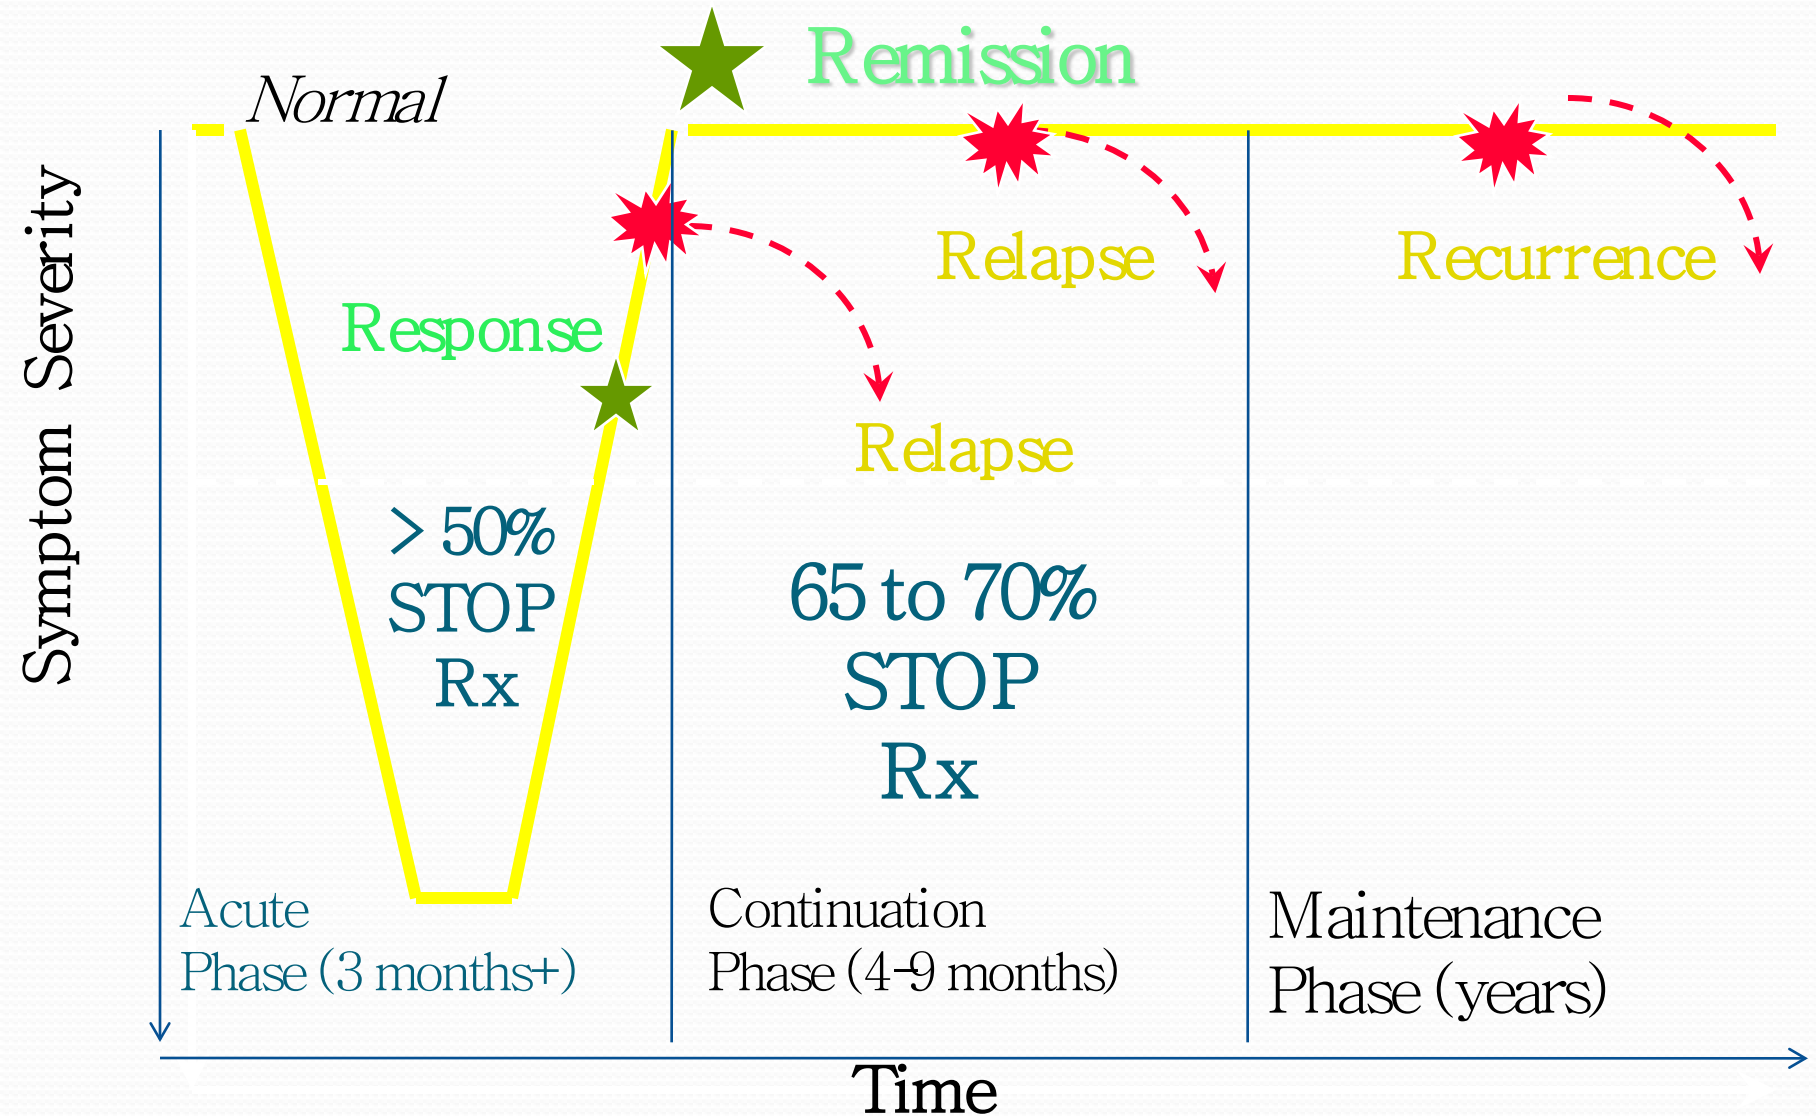 Remission
Normal
Symptom Severity
Relapse
Recurrence
Response
Relapse
> 50%
STOP
Rx
65 to 70%
STOP
Rx
Acute
Phase (3 months+)
Continuation
Phase (4-9 months)
Maintenance
Phase (years)
Time